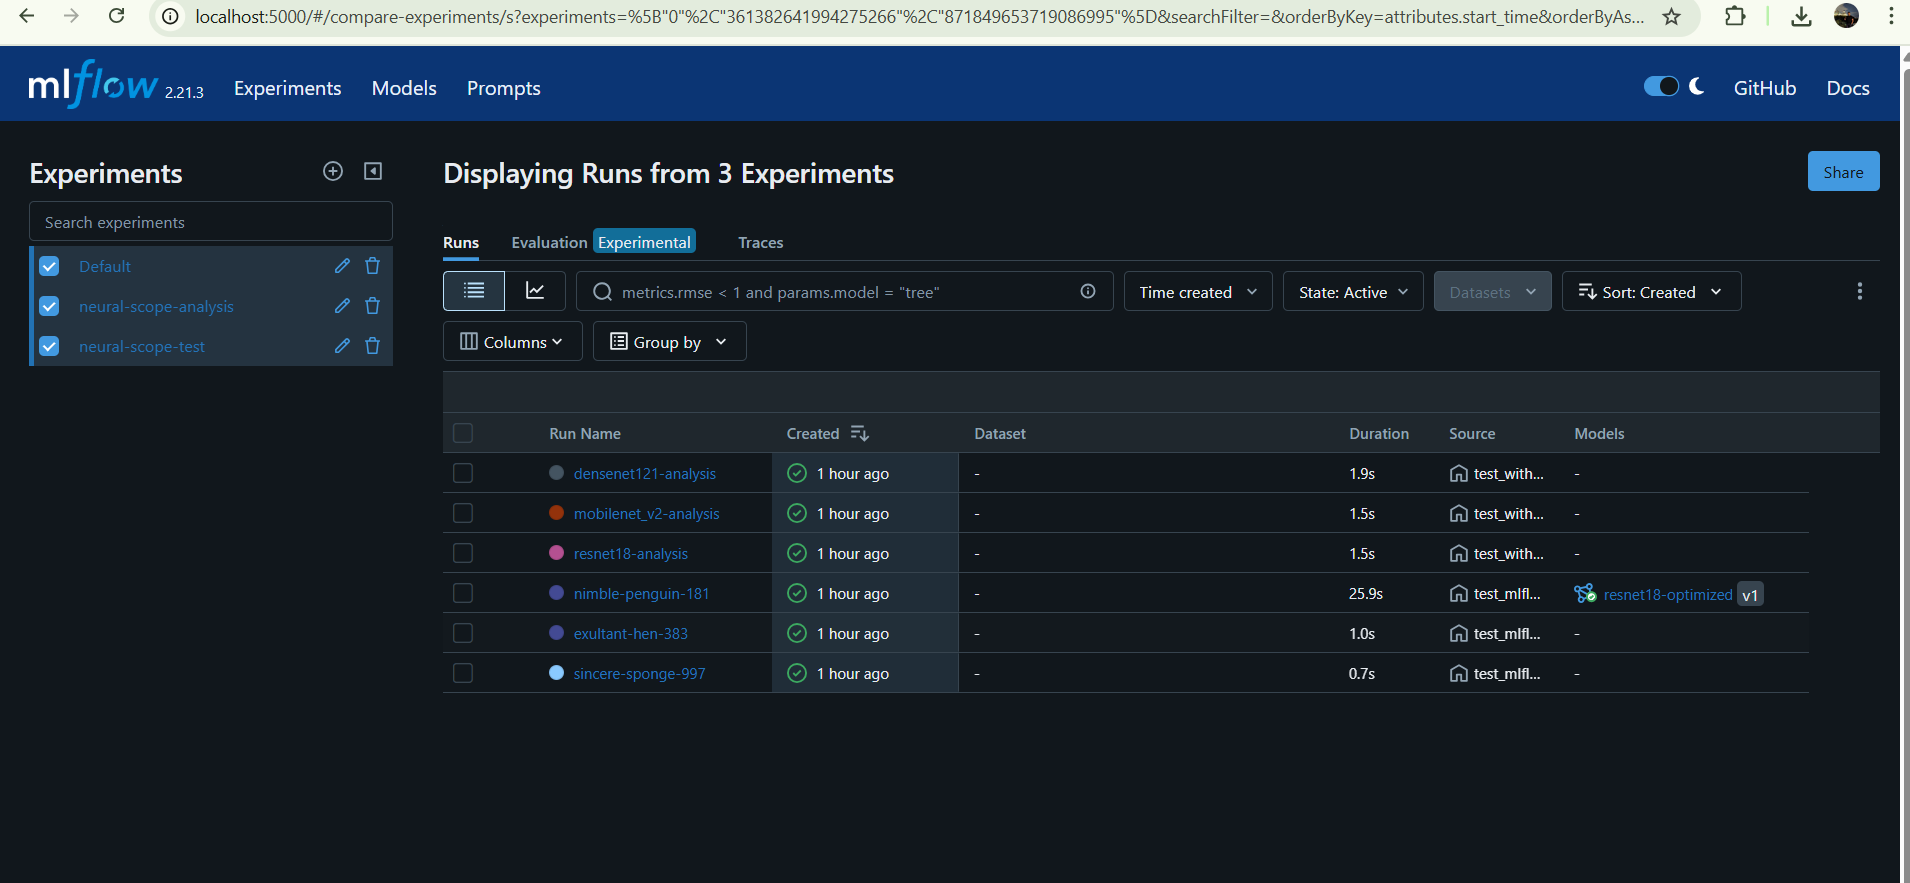 localhost:5000/#/compare-experiments/s?experiments=%5B"0"%2C"361382641994275266"%2C"871849653719086995"%5D&searchFilter=&orderByKey=attributes.start_time&orderByAs...
mlflow 2.21.3 Experiments Models Prompts GitHub Docs
Experiments
Search experiments
Default
neural-scope-analysis
neural-scope-test
Displaying Runs from 3 Experiments
Share
Runs Evaluation Experimental Traces
metrics.rmse < 1 and params.model = "tree" Time created State: Active Datasets Sort: Created
Columns Group by
Run Name Created Dataset Duration Source Models
densenet121-analysis 1 hour ago - 1.9s test_with... -
mobilenet_v2-analysis 1 hour ago - 1.5s test_with... -
resnet18-analysis 1 hour ago - 1.5s test_with... -
nimble-penguin-181 1 hour ago - 25.9s test_mlfl... resnet18-optimized v1
exultant-hen-383 1 hour ago - 1.0s test_mlfl... -
sincere-sponge-997 1 hour ago - 0.7s test_mlfl... -